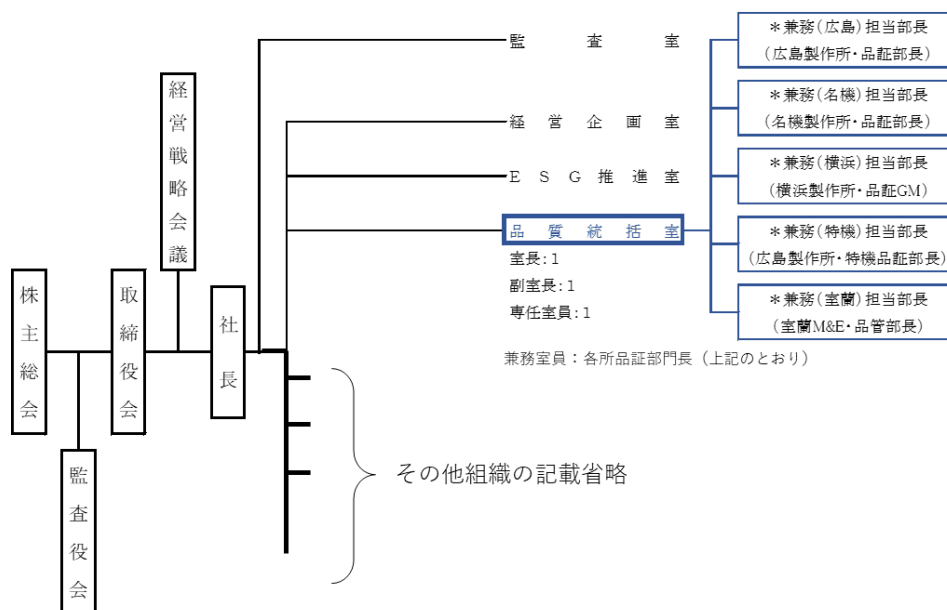 株主総会
監査役会
取締役会
経営戦略会議
社長
監査室
経営企画室
ESG推進室
品質統括室
室長:1
副室長:1
専任室員:1
兼務室員：各所品証部門長（上記のとおり）
＊兼務(広島)担当部長
(広島製作所・品証部長)
＊兼務(名機)担当部長
(名機製作所・品証部長)
＊兼務(横浜)担当部長
(横浜製作所・品証GM)
＊兼務(特機)担当部長
(広島製作所・特機品証部長)
＊兼務(室蘭)担当部長
(室蘭M&E・品管部長)
その他組織の記載省略